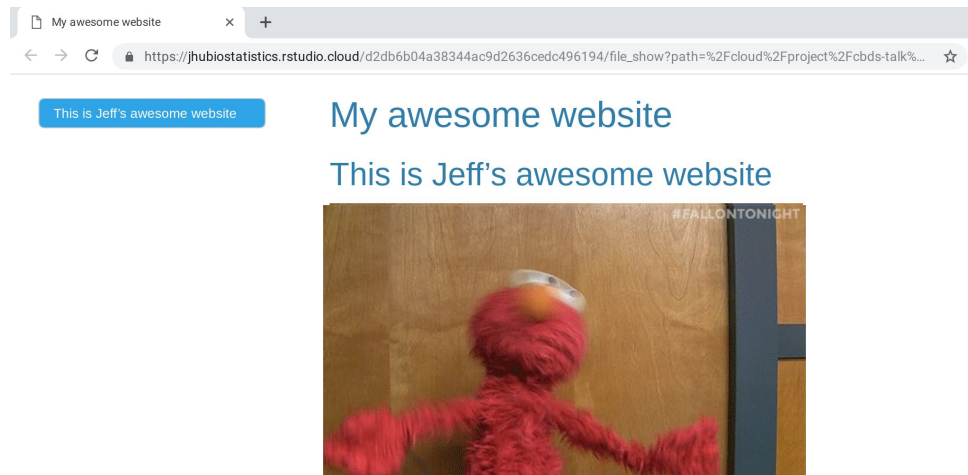 My awesome website
https://jhubiostatistics.rstudio.cloud/d2db6b04a38344ac9d2636cedc496194/file_show?path=%2Fcloud%2Fproject%2Fcbds-talk%...
This is Jeff’s awesome website
My awesome website
This is Jeff’s awesome website
#FALLONTONIGHT